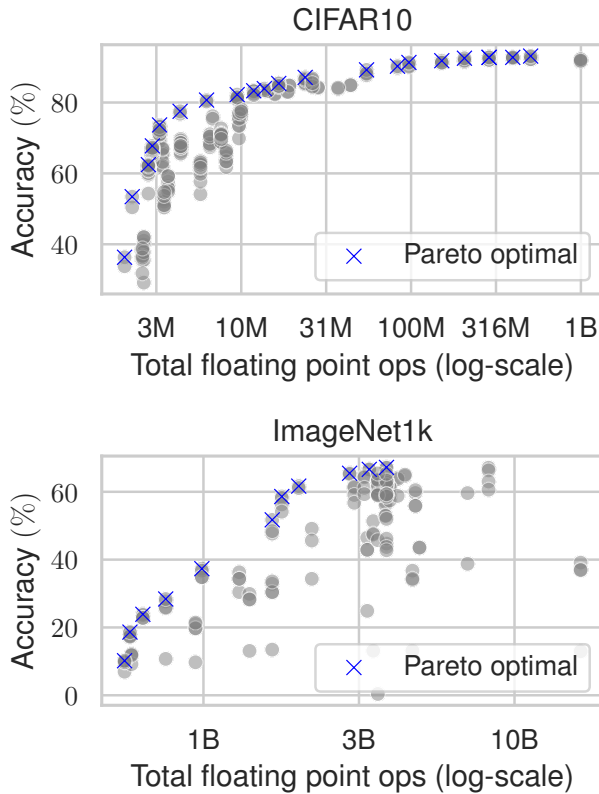 CIFAR10
Accuracy (%)
80
60
40
Pareto optimal
3M 10M 31M 100M 316M 1B
Total floating point ops (log-scale)
ImageNet1k
Accuracy (%)
60
40
20
0
Pareto optimal
1B 3B 10B
Total floating point ops (log-scale)